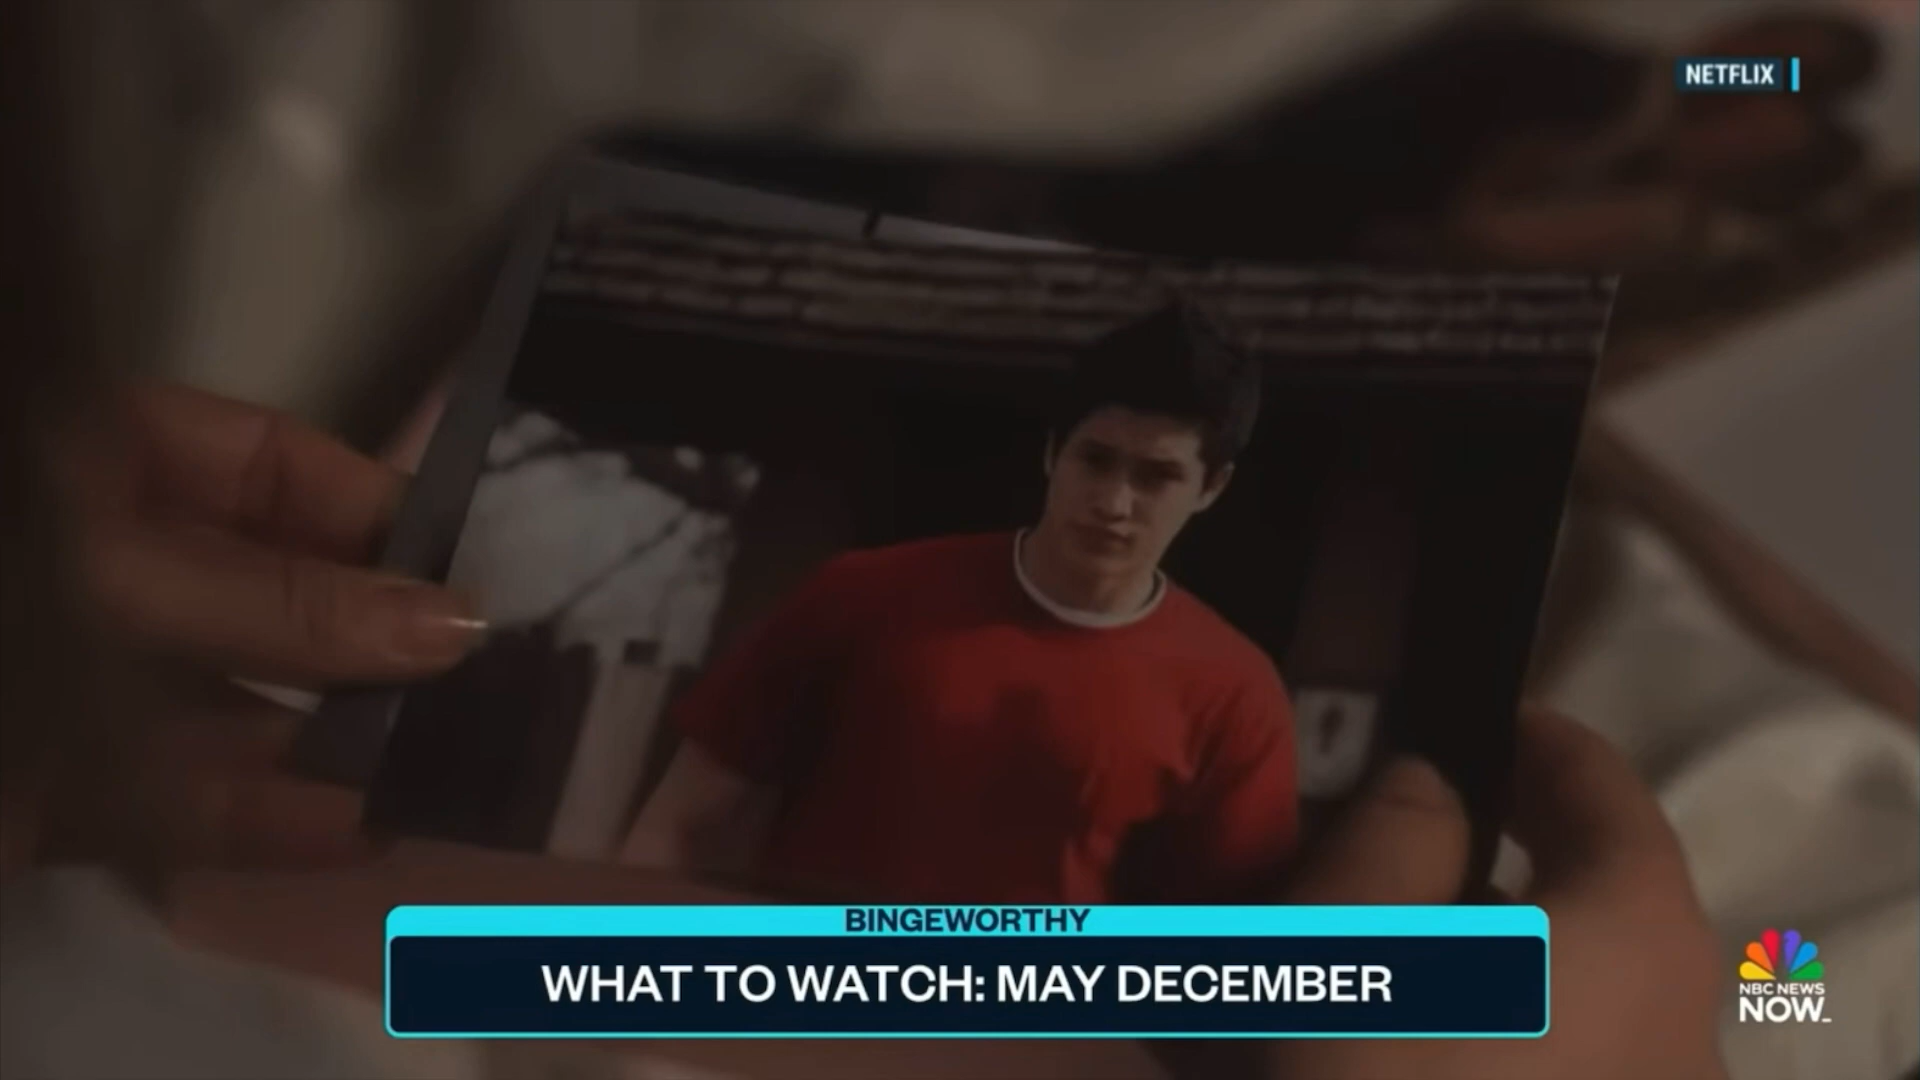 NETFLIX
BINGEWORTHY
WHAT TO WATCH: MAY DECEMBER
NBC NEWS
NOW